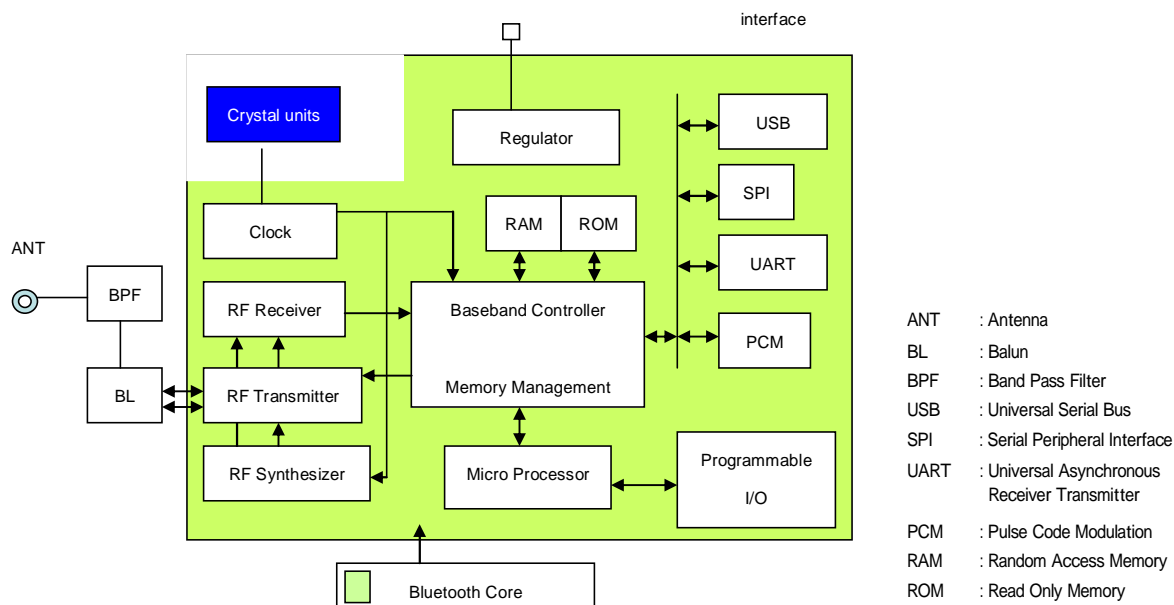 interface
Crystal units
Regulator
USB
SPI
Clock
RAM
ROM
ANT
UART
BPF
RF Receiver
Baseband Controller
PCM
BL
RF Transmitter
Memory Management
RF Synthesizer
Micro Processor
Programmable
I/O
Bluetooth Core
ANT : Antenna
BL : Balun
BPF : Band Pass Filter
USB : Universal Serial Bus
SPI : Serial Peripheral Interface
UART : Universal Asynchronous
Receiver Transmitter
PCM : Pulse Code Modulation
RAM : Random Access Memory
ROM : Read Only Memory